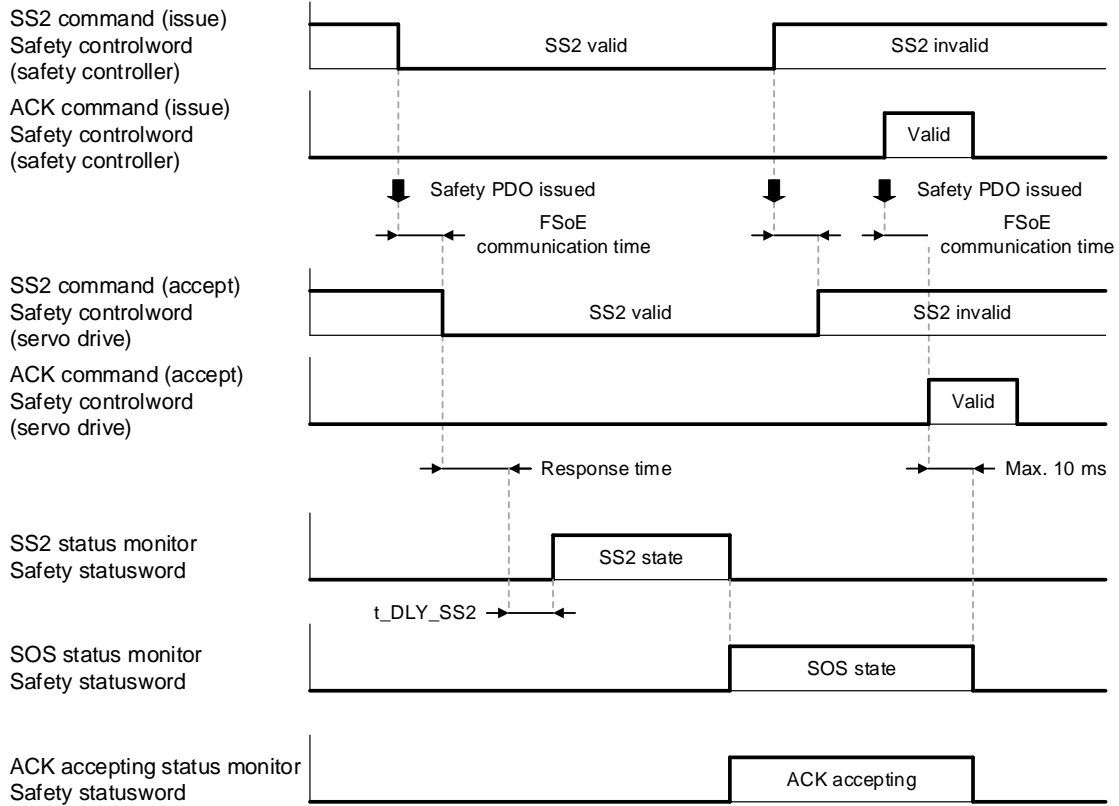 SS2 command (issue)
Safety controlword
(safety controller)
SS2 valid
SS2 invalid
ACK command (issue)
Safety controlword
(safety controller)
Valid
Safety PDO issued
Safety PDO issued
FSoE
communication time
FSoE
communication time
SS2 command (accept)
Safety controlword
(servo drive)
SS2 valid
SS2 invalid
ACK command (accept)
Safety controlword
(servo drive)
Valid
Response time
Max. 10 ms
SS2 status monitor
Safety statusword
SS2 state
t_DLY_SS2
SOS status monitor
Safety statusword
SOS state
ACK accepting status monitor
Safety statusword
ACK accepting